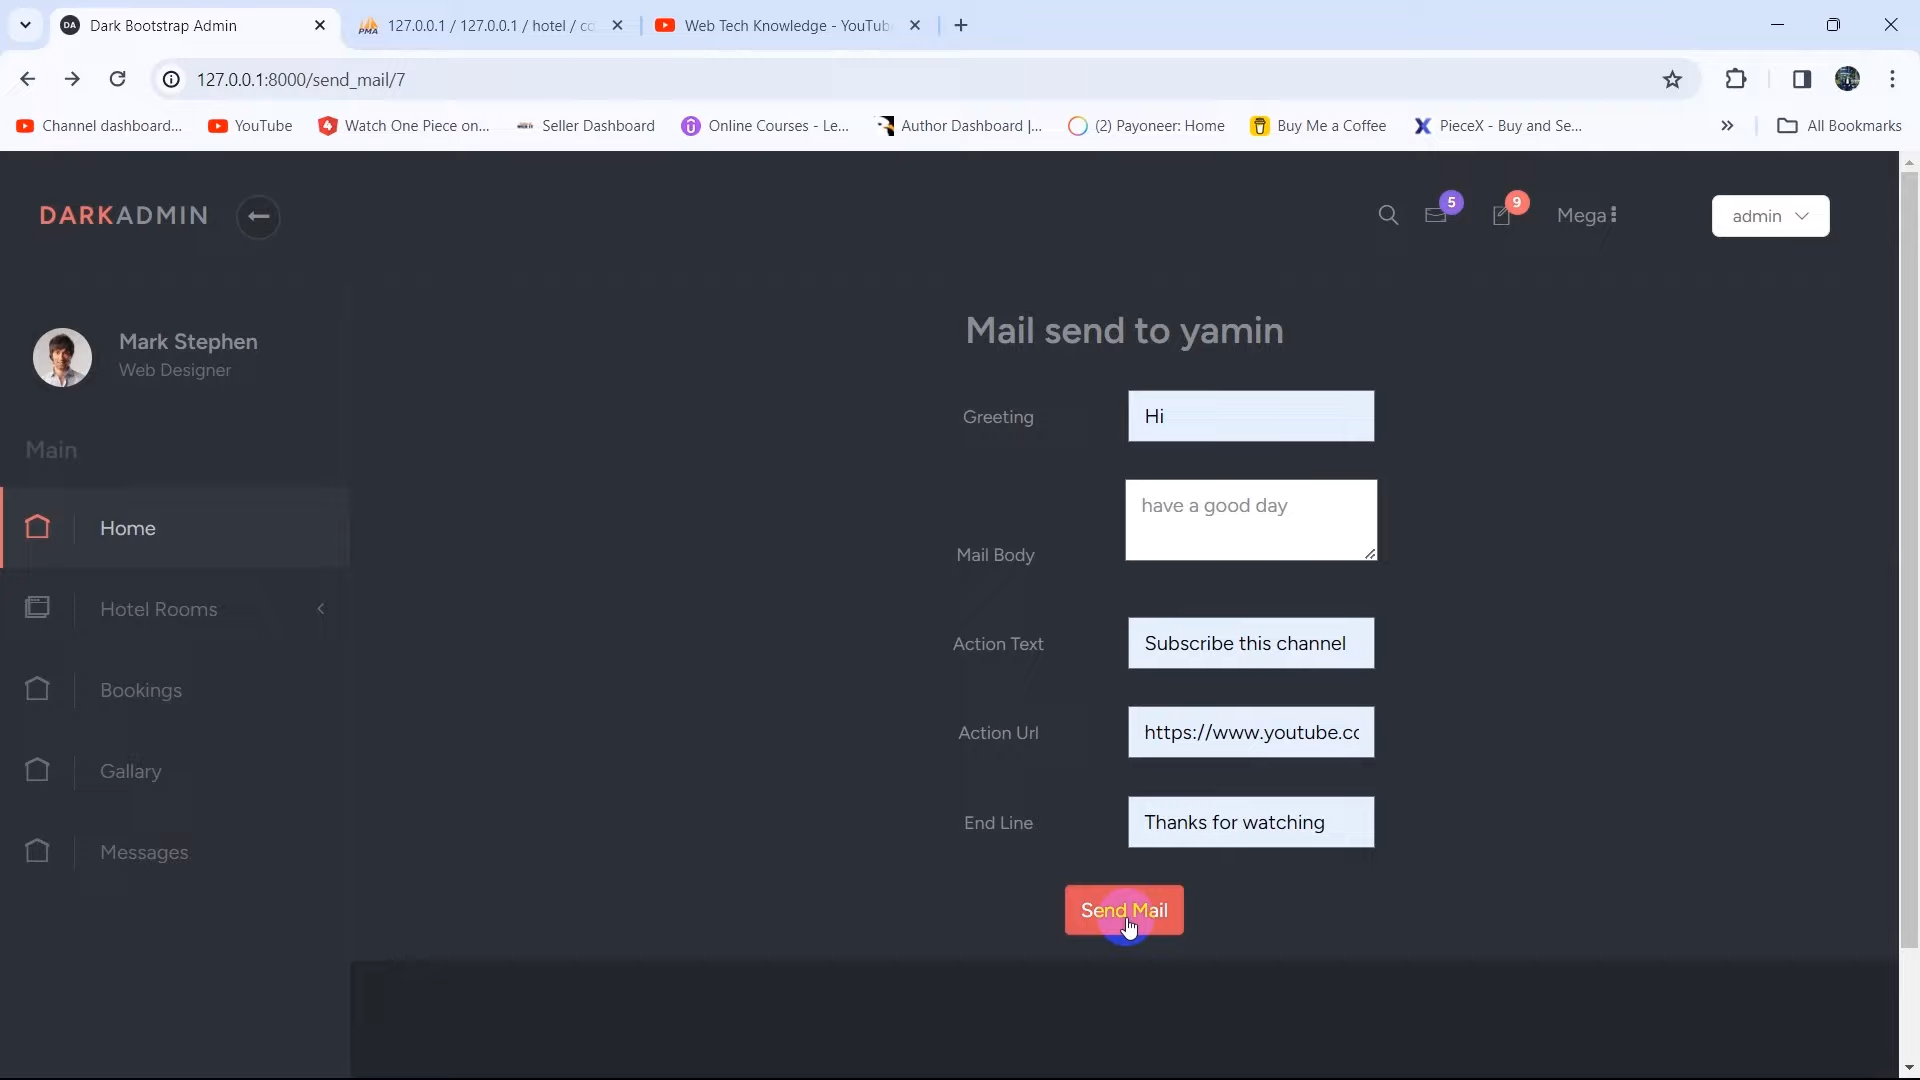 DA Dark Bootstrap Admin
PMA 127.0.0.1 / 127.0.0.1 / hotel / co
Web Tech Knowledge - YouTub
127.0.0.1:8000/send_mail/7
Channel dashboard...
YouTube
Watch One Piece on...
Seller Dashboard
Online Courses - Le...
Author Dashboard |...
(2) Payoneer: Home
Buy Me a Coffee
PieceX - Buy and Se...
All Bookmarks
DARKADMIN
5
9
Mega
admin
Mark Stephen
Web Designer
Main
Home
Hotel Rooms
Bookings
Gallary
Messages
Mail send to yamin
Greeting
Hi
Mail Body
have a good day
Action Text
Subscribe this channel
Action Url
https://www.youtube.co
End Line
Thanks for watching
Send Mail